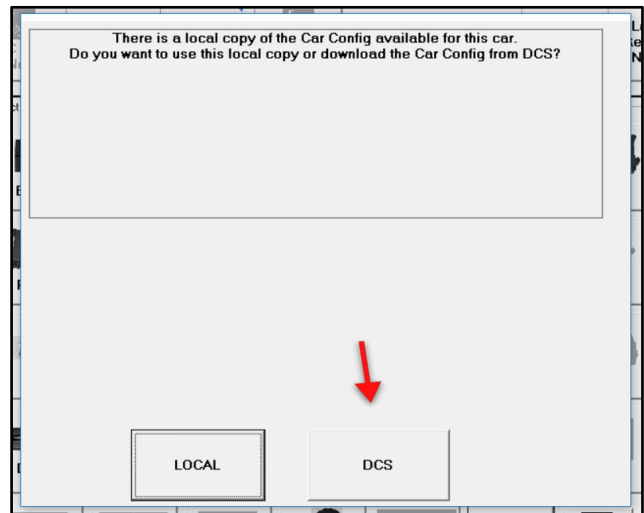 There is a local copy of the Car Config available for this car.
Do you want to use this local copy or download the Car Config from DCS?
LOCAL
DCS